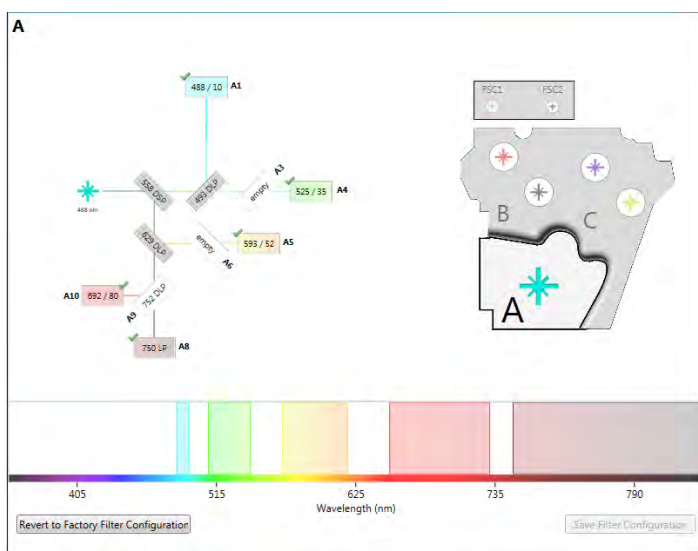 A
488 / 10 A1
FSC1 FSC2
A3
558 DSP
493 DLP
empty
525 / 35 A4
488 nm
B
C
629 DLP
empty
593 / 52 A5
A6
A10 692 / 80
752 DLP
A9
A
750 LP A8
405 515 625 735 790
Wavelength (nm)
Revert to Factory Filter Configuration
Save Filter Configuration